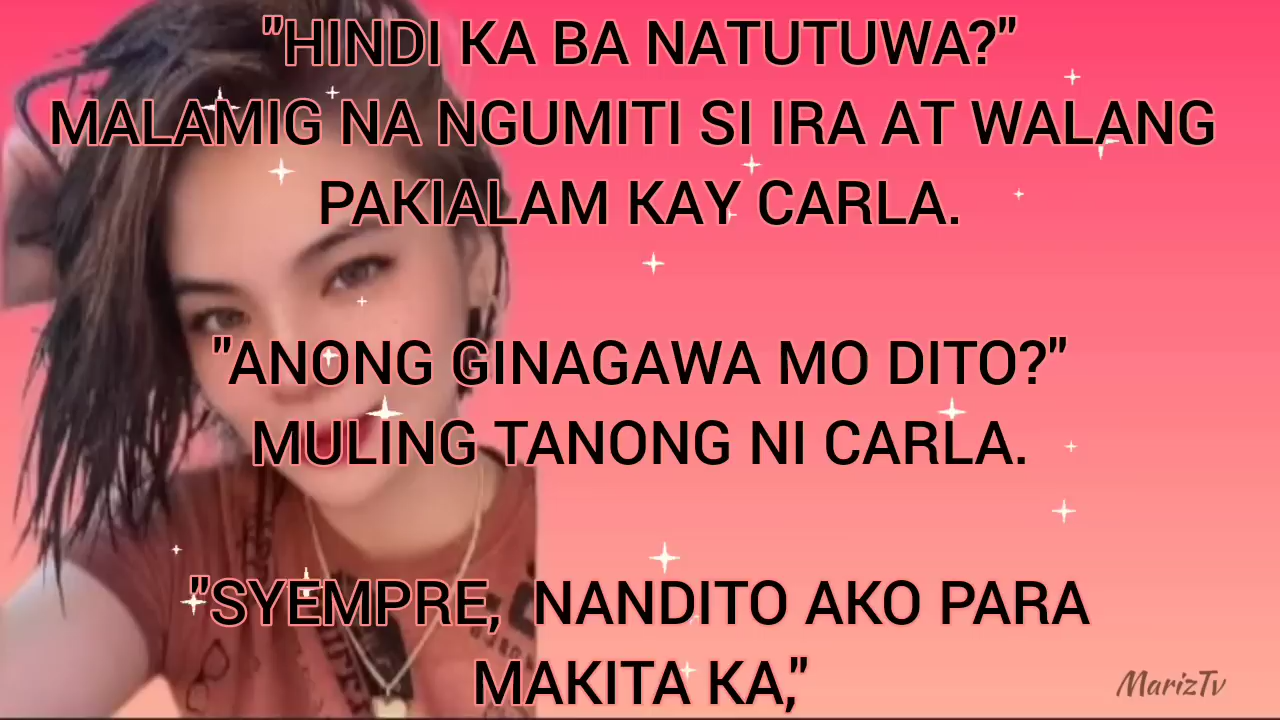 "HINDI KA BA NATUTUWA?"
MALAMIG NA NGUMITI SI IRA AT WALANG
PAKIALAM KAY CARLA.
"ANONG GINAGAWA MO DITO?"
MULING TANONG NI CARLA.
"SYEMPRE, NANDITO AKO PARA
MAKITA KA,"
MarizTv